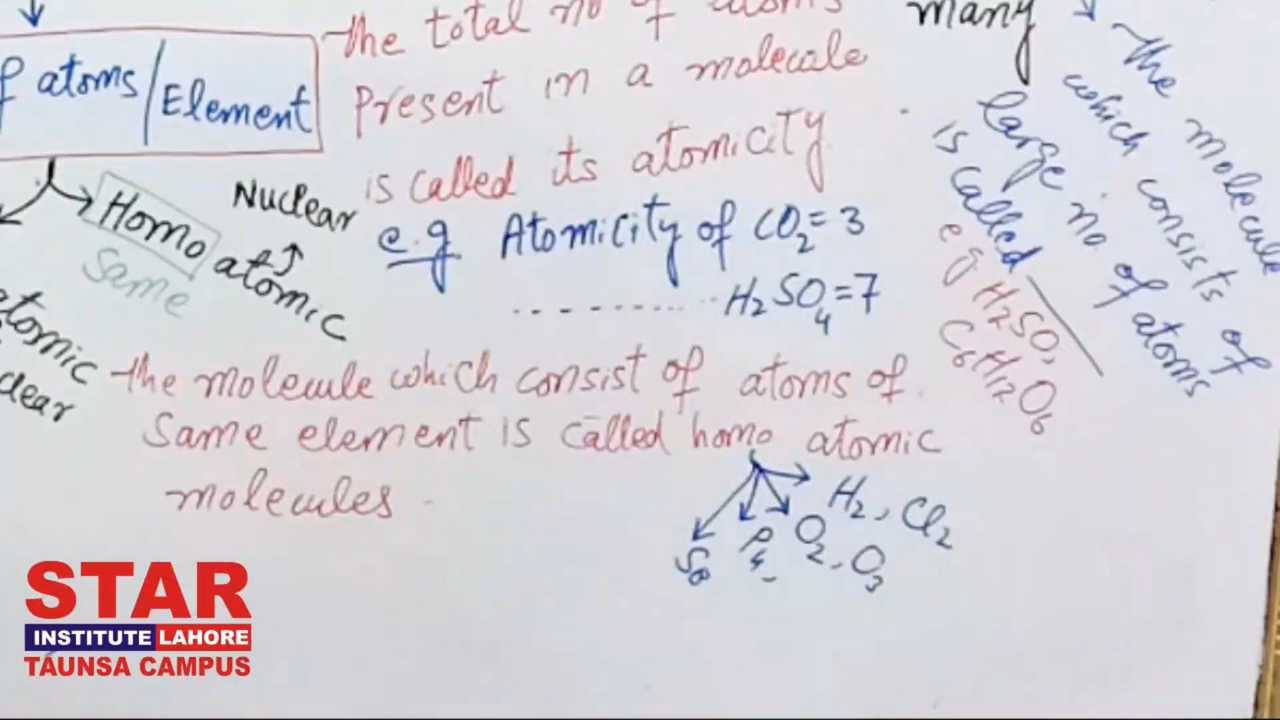 the total no of atoms
Present in a molecule
is called its atomicity
e.g Atomicity of CO2=3
H2SO4=7
f atoms/Element
Nuclear
Homo atomic
Same
atomic
clear
the molecule which consist of atoms of
Same element is called homo atomic
molecules
H2, Cl2
O2, O3
P4
S8
many
The molecule
which consists of
large no of atoms
is called
eg H2SO,
C6H12O6
STAR
INSTITUTE LAHORE
TAUNSA CAMPUS